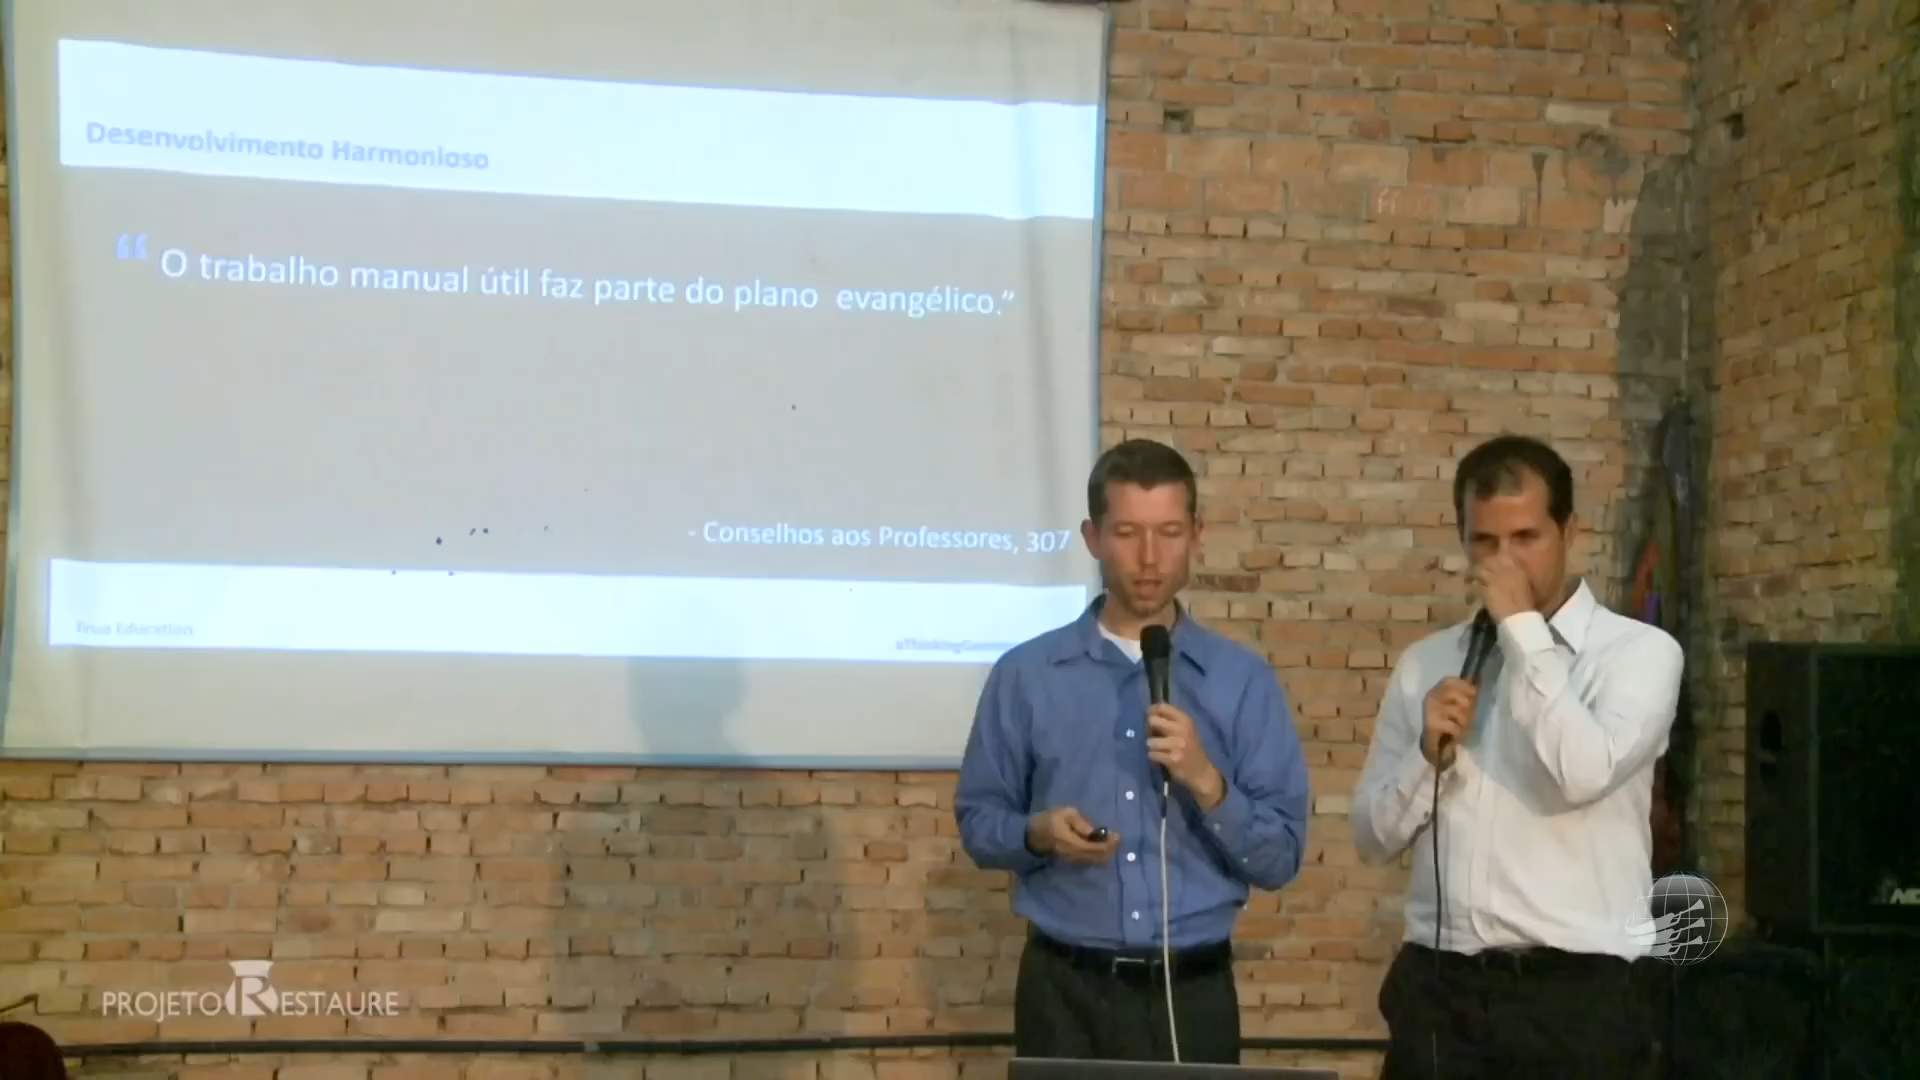 Desenvolvimento Harmonioso
“ O trabalho manual útil faz parte do plano evangélico.”
- Conselhos aos Professores, 307
True Education
PROJETO RESTAURE